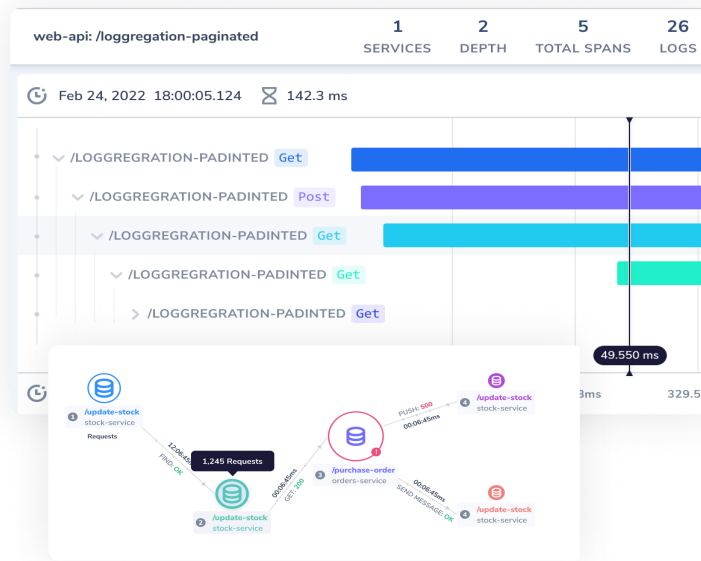 web-api: /loggregation-paginated
1 2 5 26
SERVICES DEPTH TOTAL SPANS LOGS
Feb 24, 2022 18:00:05.124 142.3 ms
/LOGGREGRATION-PADINTED Get
/LOGGREGRATION-PADINTED Post
/LOGGREGRATION-PADINTED Get
/LOGGREGRATION-PADINTED Get
/LOGGREGRATION-PADINTED Get
49.550 ms
3ms 329.5
1 /update-stock
stock-service
Requests
FIND: OK
1,245 Requests
2 /update-stock
stock-service
00:06:45ms
GET: 200
!
3 /purchase-order
orders-service
PUSH: 500
00:06:45ms
4 /update-stock
stock-service
00:06:45ms
SEND MESSAGE: OK
4 /update-stock
stock-service